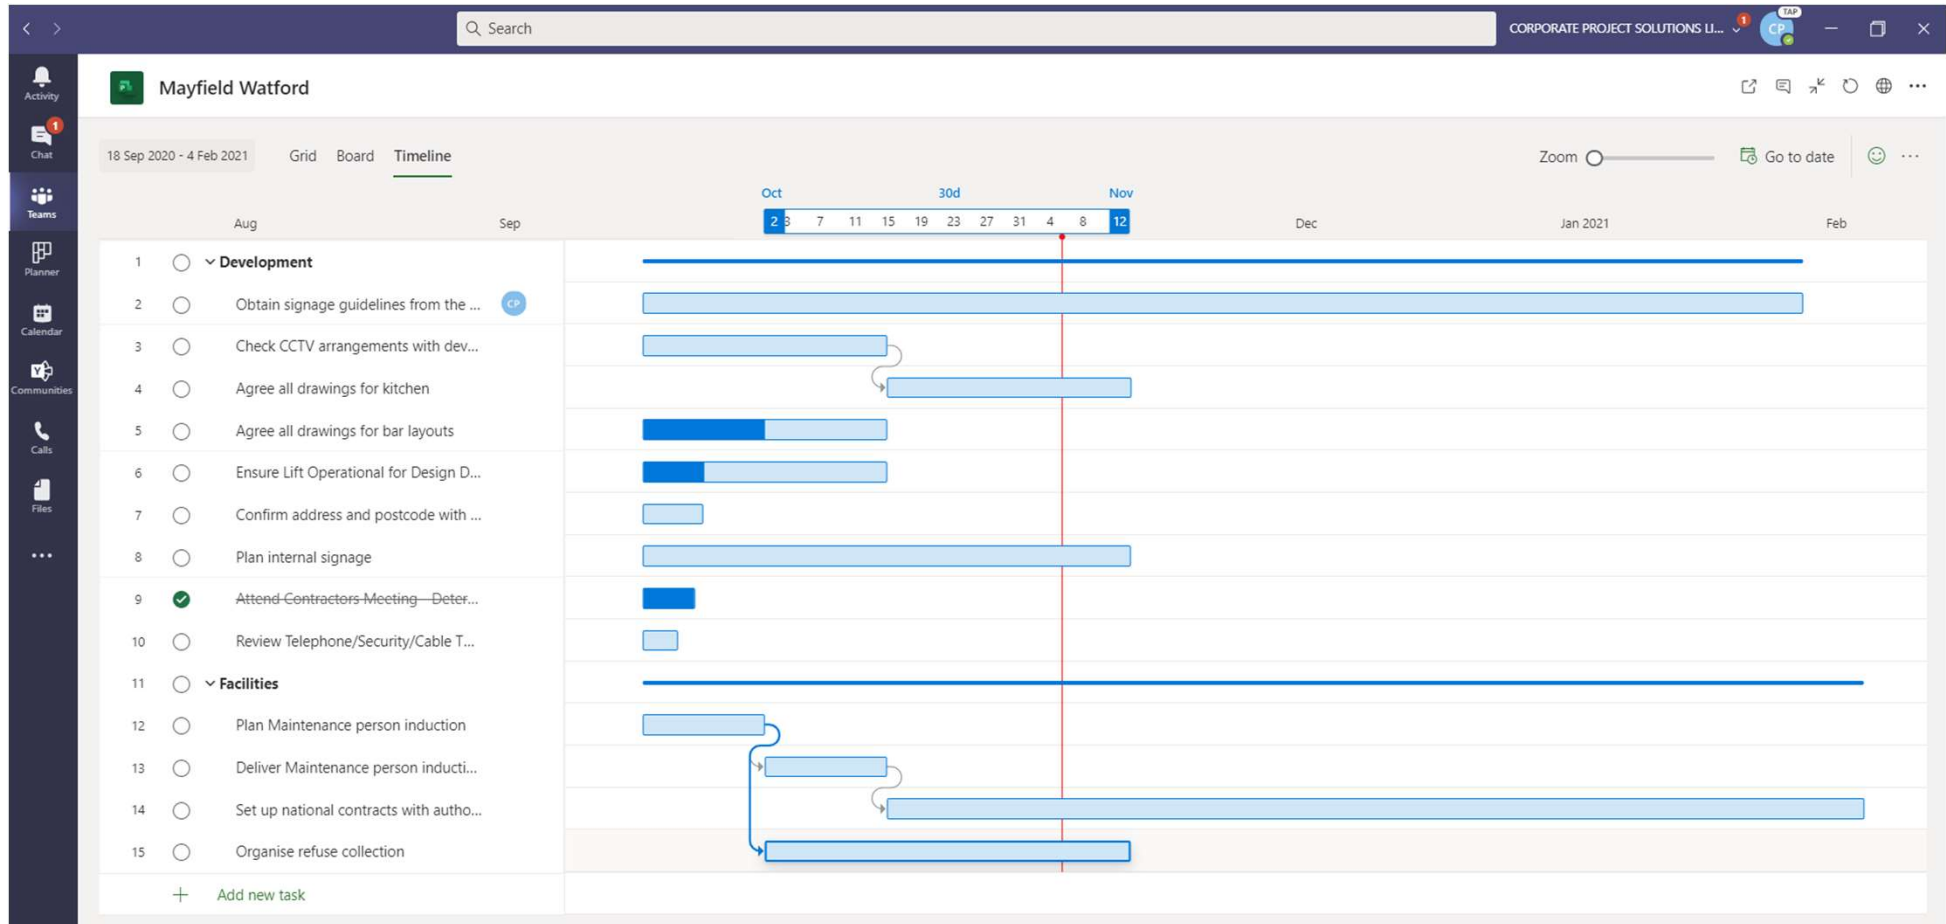 Search
CORPORATE PROJECT SOLUTIONS LI...
1
TAP
CP
Activity
Mayfield Watford
1
Chat
18 Sep 2020 - 4 Feb 2021
Grid
Board
Timeline
Zoom
Go to date
Teams
Oct
30d
Nov
Aug
Sep
2 3 7 11 15 19 23 27 31 4 8 12
Dec
Jan 2021
Feb
Planner
Calendar
Communities
Calls
Files
1 Development
2 Obtain signage guidelines from the ... CP
3 Check CCTV arrangements with dev...
4 Agree all drawings for kitchen
5 Agree all drawings for bar layouts
6 Ensure Lift Operational for Design D...
7 Confirm address and postcode with ...
8 Plan internal signage
9 Attend Contractors Meeting - Deter...
10 Review Telephone/Security/Cable T...
11 Facilities
12 Plan Maintenance person induction
13 Deliver Maintenance person inducti...
14 Set up national contracts with autho...
15 Organise refuse collection
Add new task